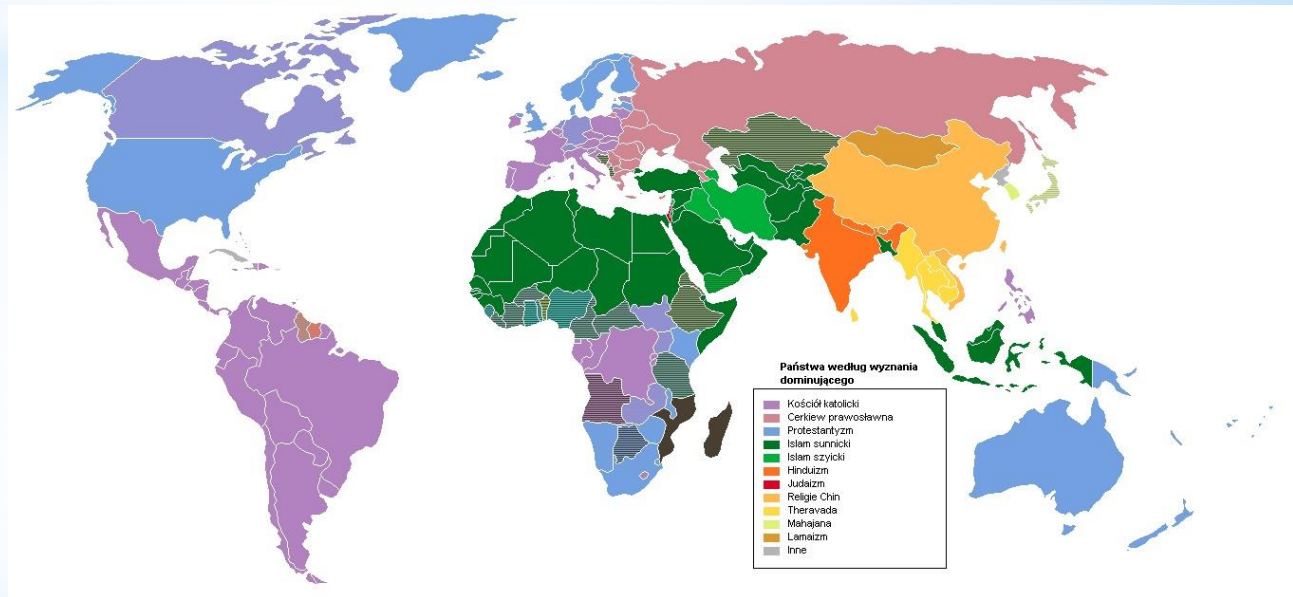 Państwa według wyznania
dominującego
Kościół katolicki
Cerkiew prawosławna
Protestantyzm
Islam sunnicki
Islam szyicki
Hinduizm
Judaizm
Religie Chin
Theravada
Mahajana
Lamaizm
Inne